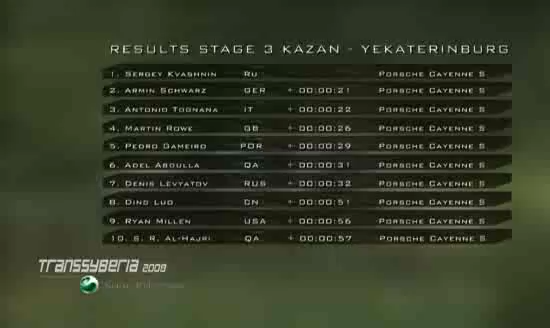 RESULTS STAGE 3 KAZAN - YEKATERINBURG
1. SERGEY KVASHNIN RU PORSCHE CAYENNE S
2. ARMIN SCHWARZ GER + 00:00:21 PORSCHE CAYENNE S
3. ANTONIO TOGNANA IT + 00:00:22 PORSCHE CAYENNE S
4. MARTIN ROWE GB + 00:00:26 PORSCHE CAYENNE S
5. PEDRO GAMEIRO POR + 00:00:29 PORSCHE CAYENNE S
6. ADEL ABDULLA QA + 00:00:31 PORSCHE CAYENNE S
7. DENIS LEVYATOV RUS + 00:00:32 PORSCHE CAYENNE S
8. DING LUO CN + 00:00:51 PORSCHE CAYENNE S
9. RYAN MILLEN USA + 00:00:56 PORSCHE CAYENNE S
10. S. R. AL-HAJRI QA + 00:00:57 PORSCHE CAYENNE S
TRANSSYBERIA 2008
Sony Ericsson